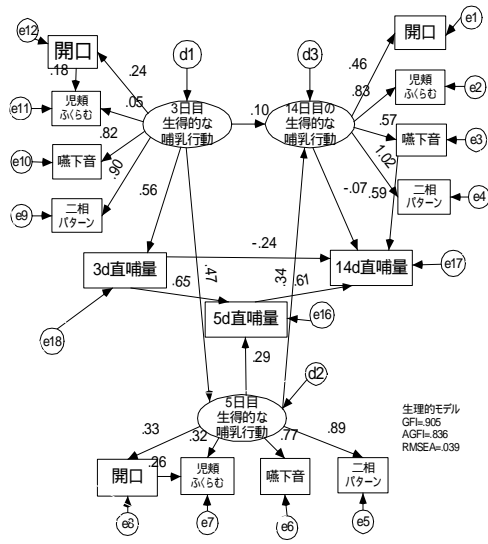 e12
開口
.18
.24
d1
d3
開口
e1
.46
.83
児頬
ふくらむ
e2
e11
児頬
ふくらむ
.05
3日目
生得的な
哺乳行動
.10
14日目の
生得的な
哺乳行動
.57
嚥下音
e3
e10
嚥下音
.82
.90
1.02
e9
二相
パターン
.56
-.07
.59
二相
パターン
e4
3d直哺量
-.24
14d直哺量
e17
.65
.47
.34
.61
e18
5d直哺量
e16
.29
d2
5日目
生得的な
哺乳行動
生理的モデル
GFI=.905
AGFI=.836
RMSEA=.039
.33
.32
.77
.89
開口
.26
児頬
ふくらむ
嚥下音
二相
パターン
e8
e7
e6
e5